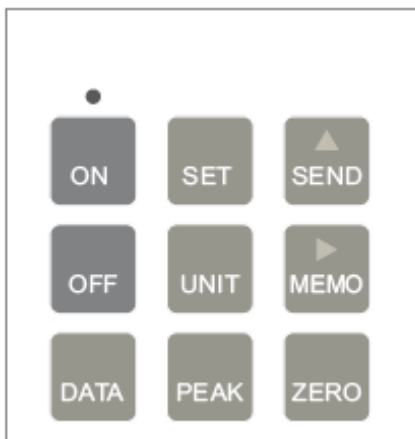 ON SET SEND
OFF UNIT MEMO
DATA PEAK ZERO